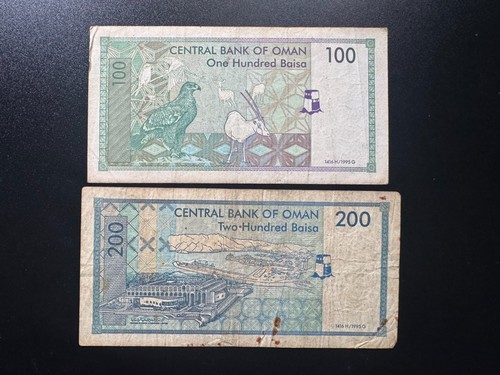 CENTRAL BANK OF OMAN
One Hundred Baisa
100
100
1416 H/1995 G
CENTRAL BANK OF OMAN
Two Hundred Baisa
200
200
1416 H/1995 G